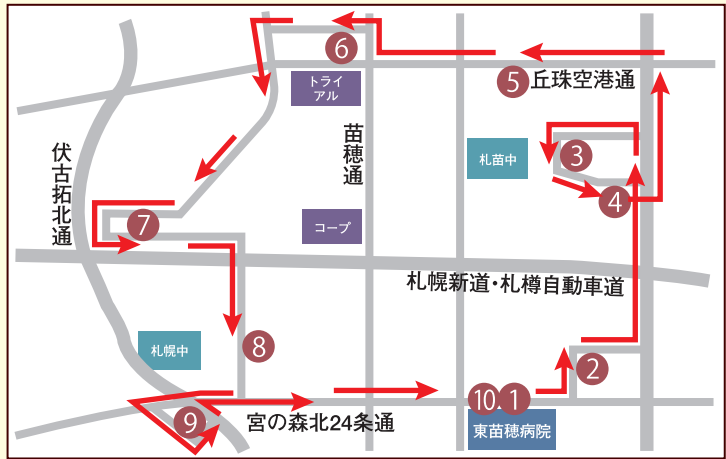 6
トライ
アル
5
丘珠空港通
苗穂通
伏古拓北通
札苗中
3
4
7
コープ
札幌新道・札樽自動車道
札幌中
8
2
9
宮の森北24条通
10
1
東苗穂病院